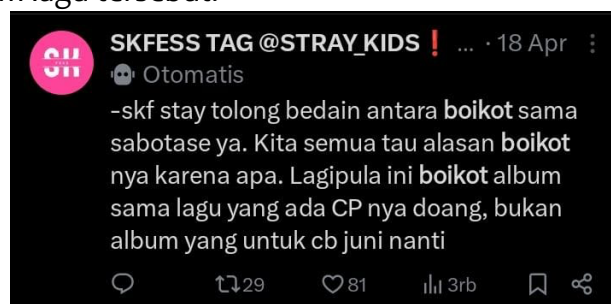 SKFESS TAG @STRAY_KIDS❗ ... · 18 Apr
Otomatis
-skf stay tolong bedain antara boikot sama
sabotase ya. Kita semua tau alasan boikot
nya karena apa. Lagipula ini boikot album
sama lagu yang ada CP nya doang, bukan
album yang untuk cb juni nanti
29 81 3rb